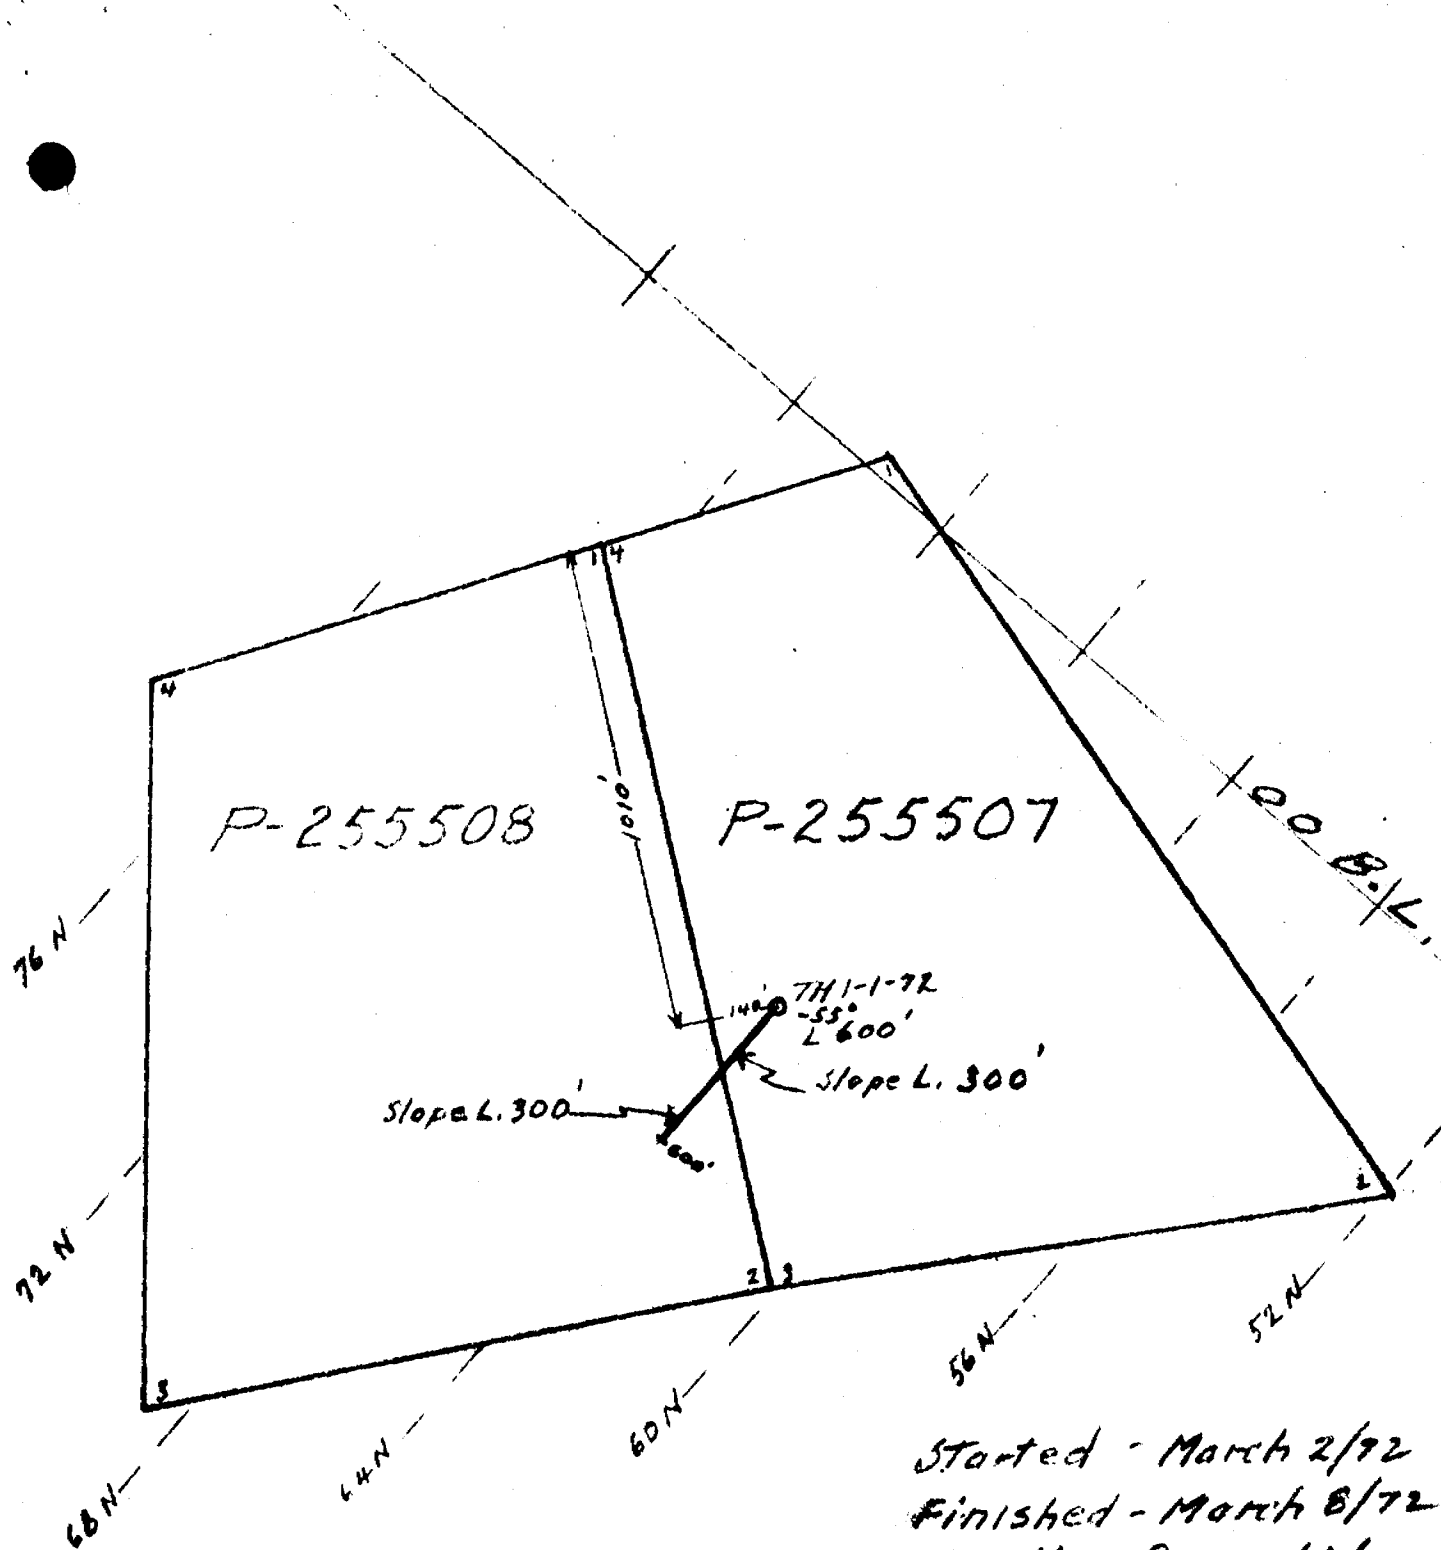 1
1 4
4
P-255508
1010'
P-255507
00 B.L.
76 N
TH 1-1-72
140'
-55°
L 600'
Slope L. 300'
Slope L. 300'
600'
72 N
2
2 3
3
52 N
56 N
60 N
64 N
68 N
Started - March 2/72
Finished - March 8/72